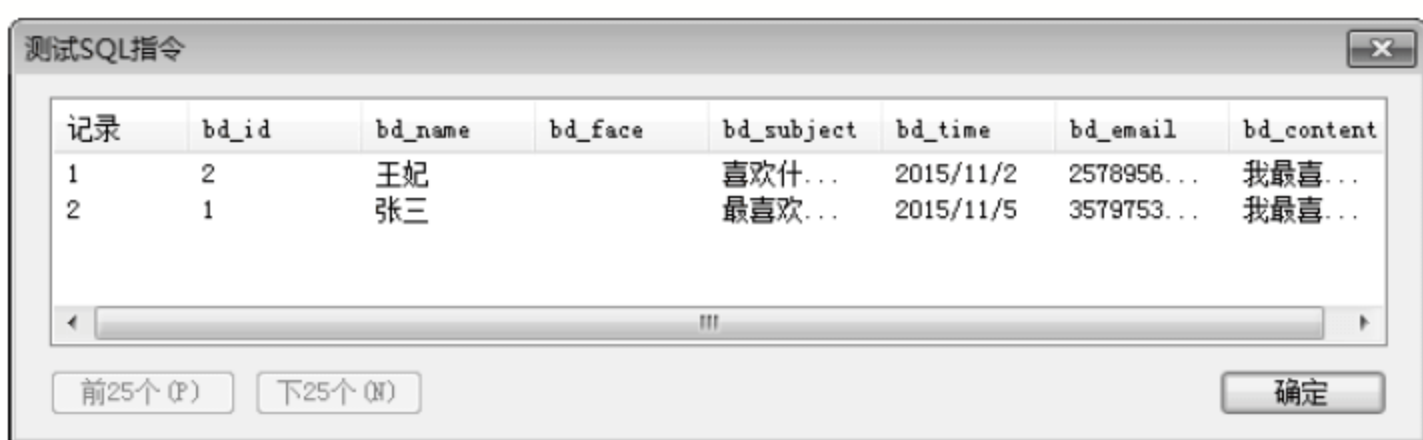 测试SQL指令
记录 bd_id bd_name bd_face bd_subject bd_time bd_email bd_content
1 2 王妃 喜欢什... 2015/11/2 2578956... 我最喜...
2 1 张三 最喜欢... 2015/11/5 3579753... 我最喜...
前25个(P) 下25个(N) 确定